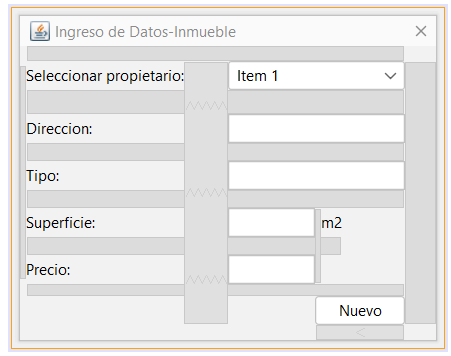 Ingreso de Datos-Inmueble
Seleccionar propietario: Item 1
Direccion:
Tipo:
Superficie: m2
Precio:
Nuevo